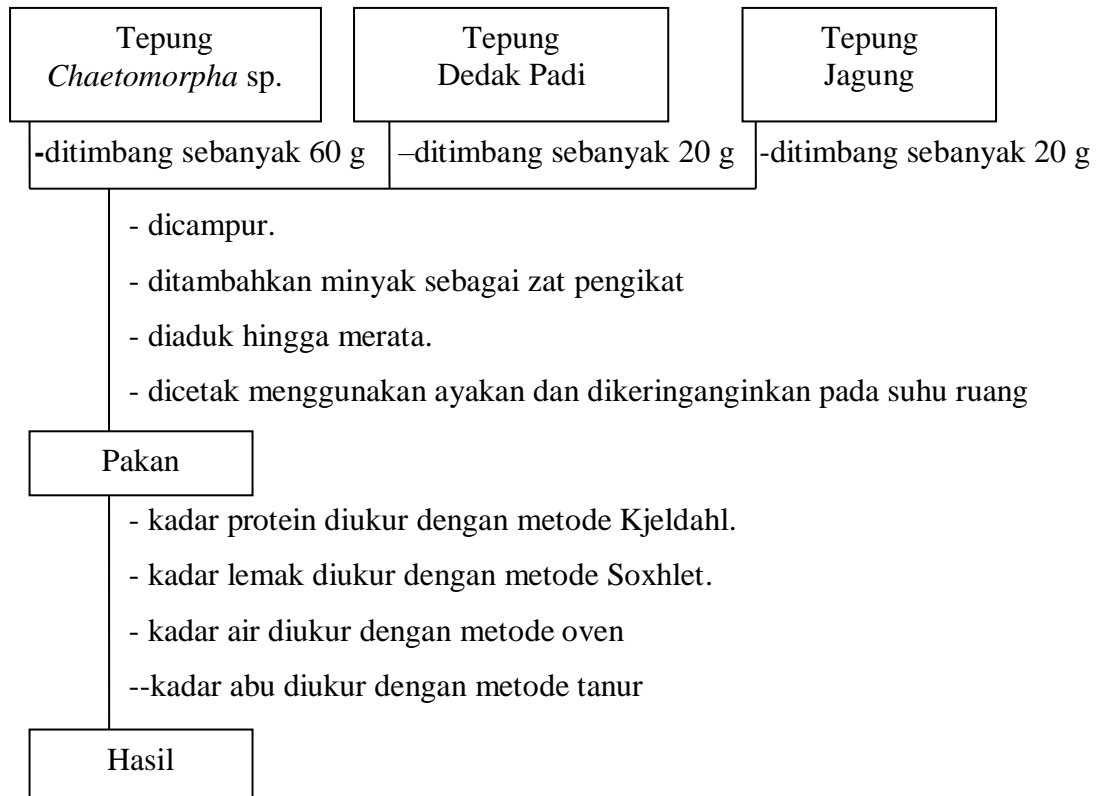 Tepung
Chaetomorpha sp.
Tepung
Dedak Padi
Tepung
Jagung
-ditimbang sebanyak 60 g
–ditimbang sebanyak 20 g
-ditimbang sebanyak 20 g
- dicampur.
- ditambahkan minyak sebagai zat pengikat
- diaduk hingga merata.
- dicetak menggunakan ayakan dan dikeringanginkan pada suhu ruang
Pakan
- kadar protein diukur dengan metode Kjeldahl.
- kadar lemak diukur dengan metode Soxhlet.
- kadar air diukur dengan metode oven
--kadar abu diukur dengan metode tanur
Hasil